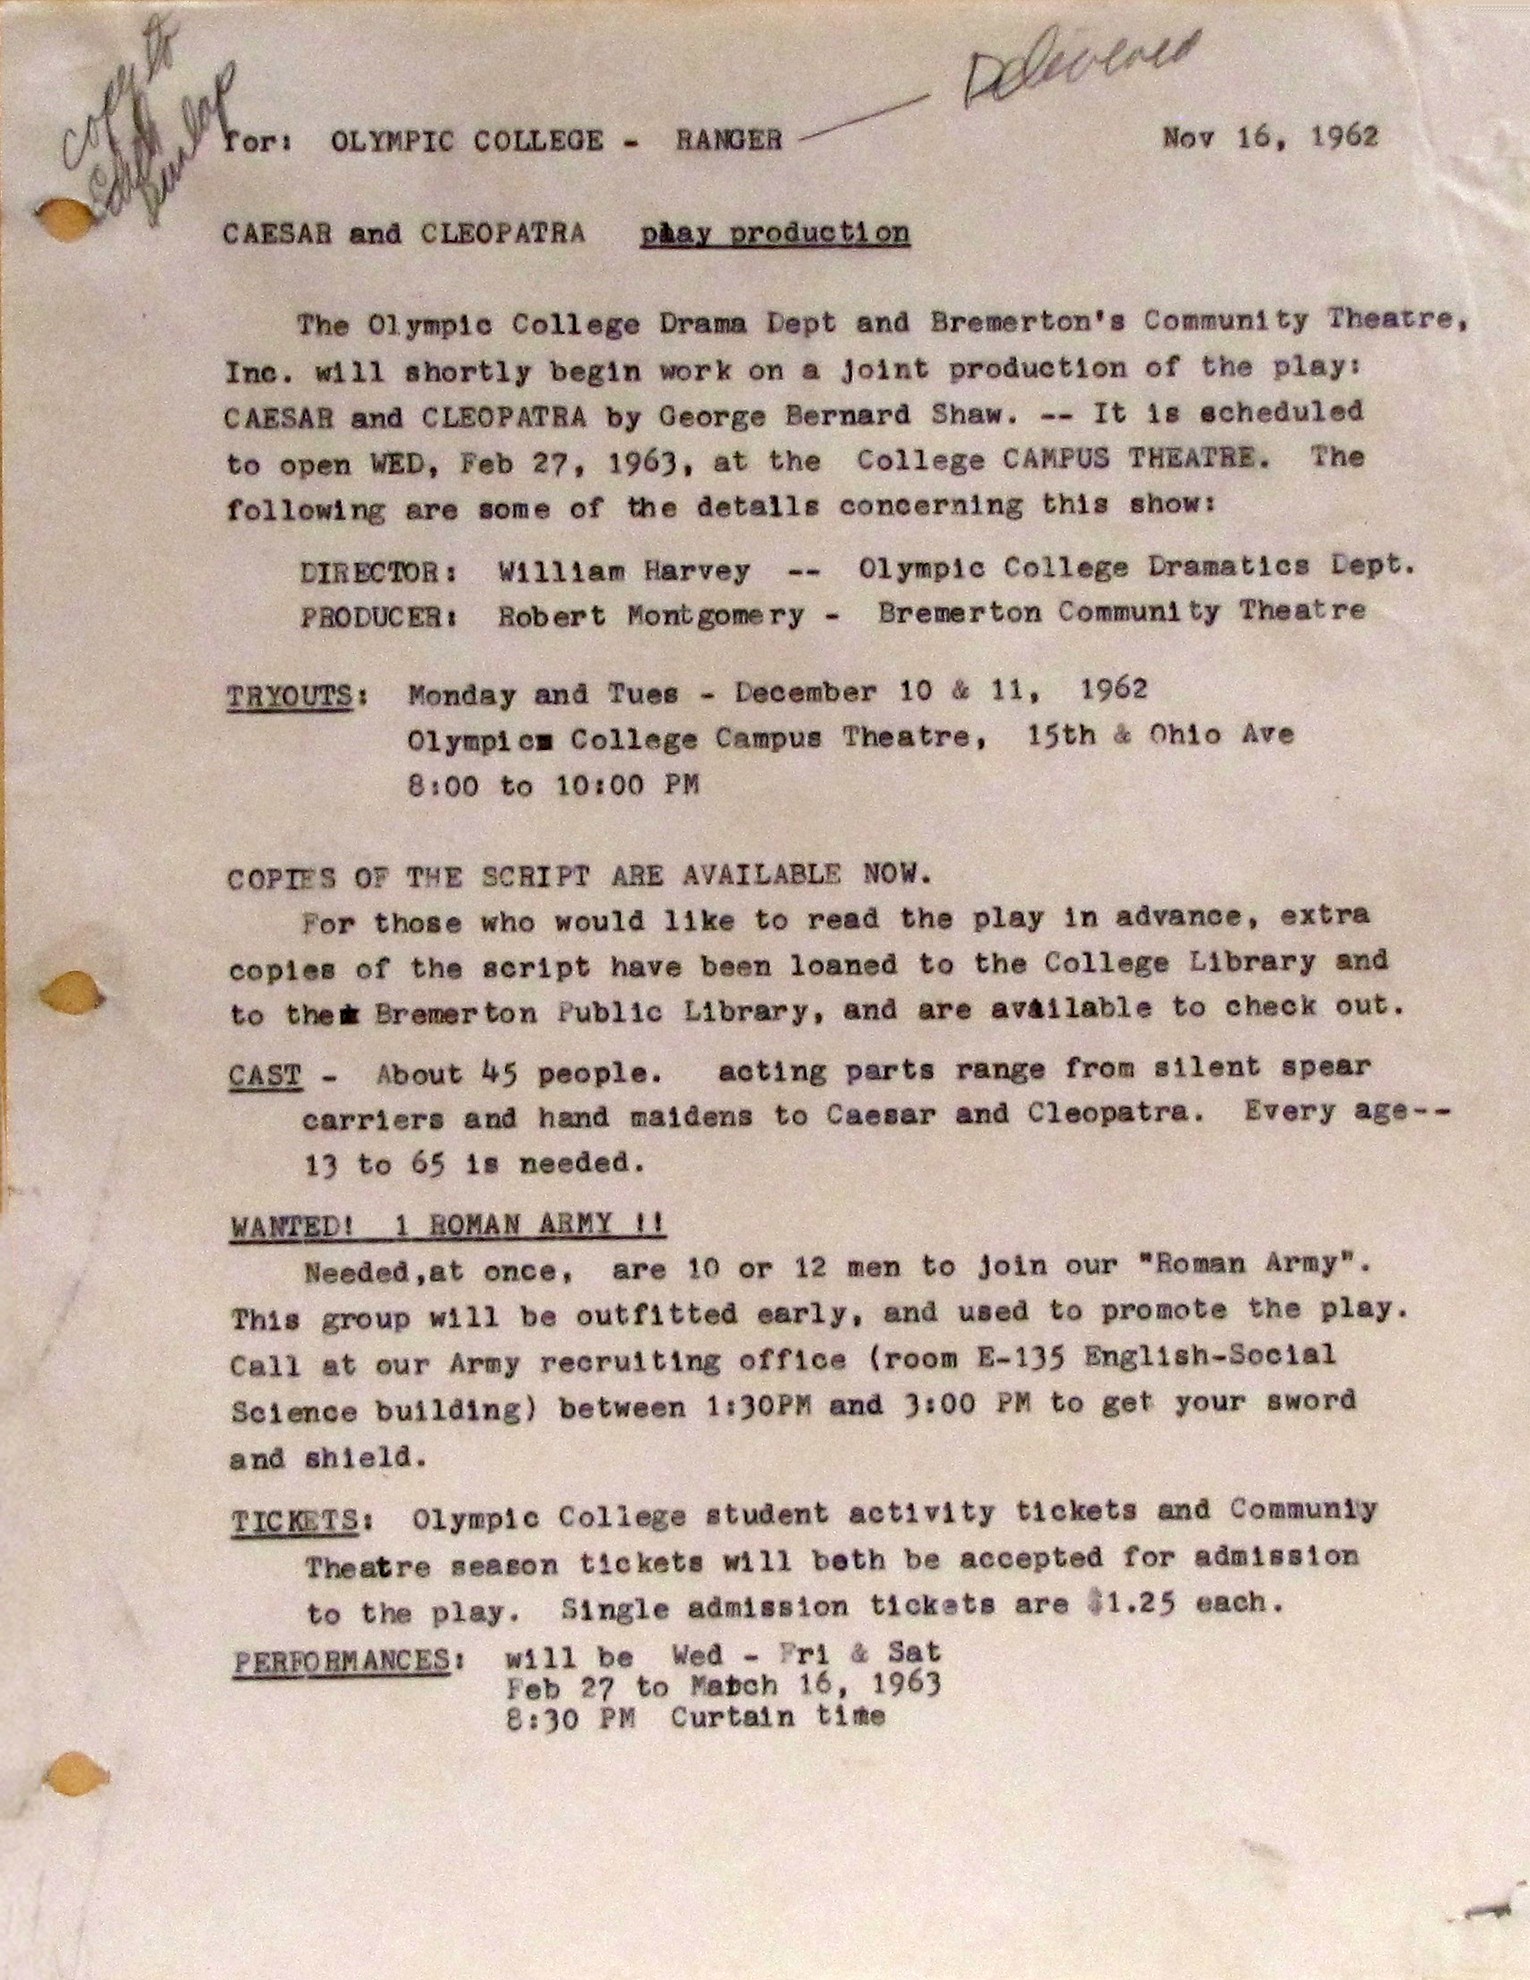 copy to
Edith
Dunlap
Delivered
for: OLYMPIC COLLEGE - RANGER
Nov 16, 1962
CAESAR and CLEOPATRA play production
The Olympic College Drama Dept and Bremerton's Community Theatre,
Inc. will shortly begin work on a joint production of the play:
CAESAR and CLEOPATRA by George Bernard Shaw. -- It is scheduled
to open WED, Feb 27, 1963, at the College CAMPUS THEATRE. The
following are some of the details concerning this show:
DIRECTOR: William Harvey -- Olympic College Dramatics Dept.
PRODUCER: Robert Montgomery - Bremerton Community Theatre
TRYOUTS: Monday and Tues - December 10 & 11, 1962
Olympic College Campus Theatre, 15th & Ohio Ave
8:00 to 10:00 PM
COPIES OF THE SCRIPT ARE AVAILABLE NOW.
For those who would like to read the play in advance, extra
copies of the script have been loaned to the College Library and
to the Bremerton Public Library, and are available to check out.
CAST - About 45 people. acting parts range from silent spear
carriers and hand maidens to Caesar and Cleopatra. Every age--
13 to 65 is needed.
WANTED! 1 ROMAN ARMY !!
Needed,at once, are 10 or 12 men to join our "Roman Army".
This group will be outfitted early, and used to promote the play.
Call at our Army recruiting office (room E-135 English-Social
Science building) between 1:30PM and 3:00 PM to get your sword
and shield.
TICKETS: Olympic College student activity tickets and Communiy
Theatre season tickets will both be accepted for admission
to the play. Single admission tickets are $1.25 each.
PERFORMANCES: will be Wed - Fri & Sat
Feb 27 to March 16, 1963
8:30 PM Curtain time